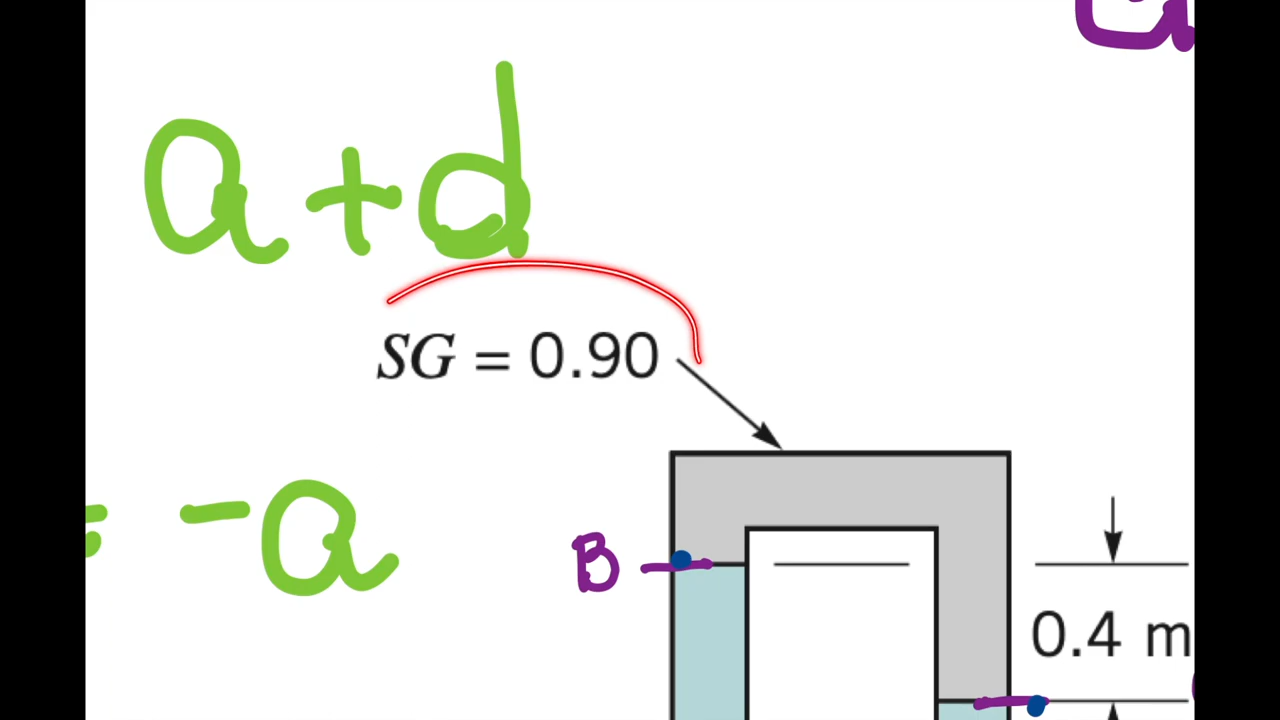 a+d
SG = 0.90
= -a
B
0.4 m